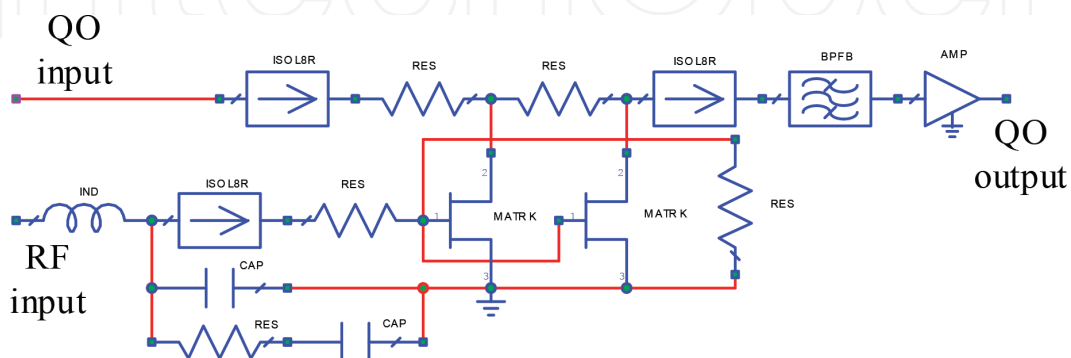 QO
input
ISOL8R
RES
RES
ISOL8R
BPFB
AMP
QO
output
IND
ISOL8R
RES
1
2
3
MATRK
1
2
3
MATRK
RES
RF
input
CAP
RES
CAP